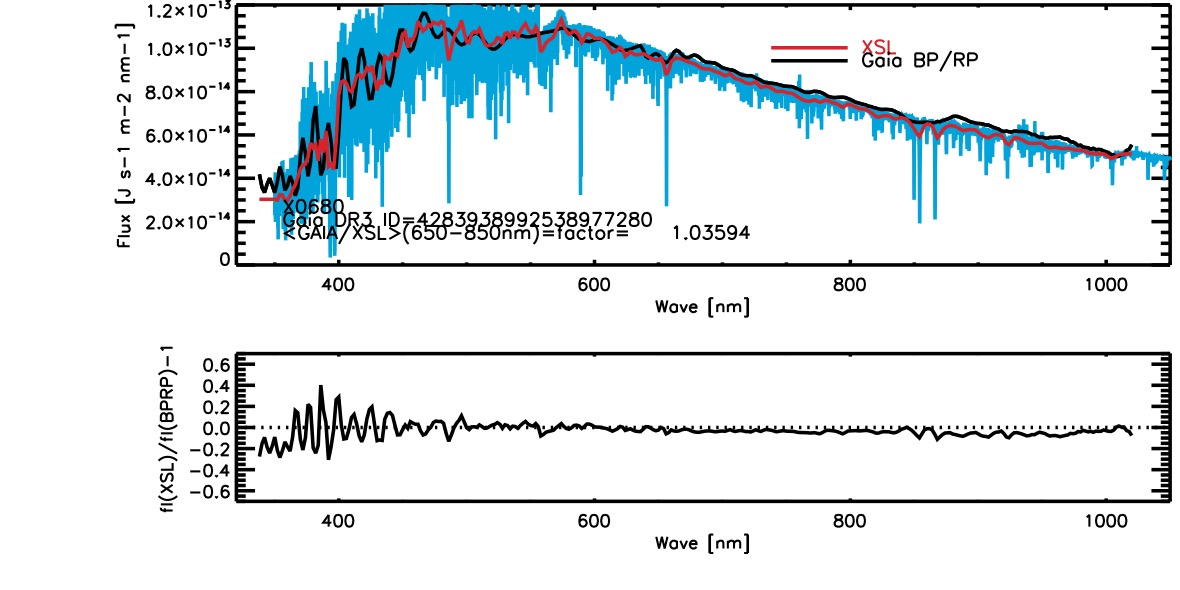 1.2×10−13
1.0×10−13
8.0×10−14
6.0×10−14
4.0×10−14
2.0×10−14
0
Flux [J s−1 m−2 nm−1]
XSL
Gaia BP/RP
X0680
Gaia DR3 ID=4283938992538977280
<GAIA/XSL>(650−850nm)=factor= 1.03594
400 600 800 1000
Wave [nm]
0.6
0.4
0.2
0.0
−0.2
−0.4
−0.6
fl(XSL)/fl(BPRP)−1
400 600 800 1000
Wave [nm]